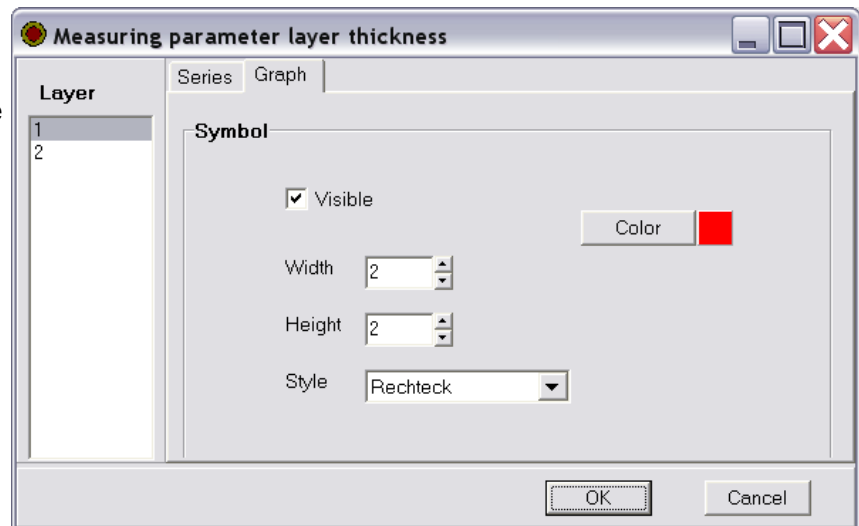 Measuring parameter layer thickness
Layer
1
2
Series Graph
Symbol
Visible
Color
Width 2
Height 2
Style Rechteck
OK Cancel